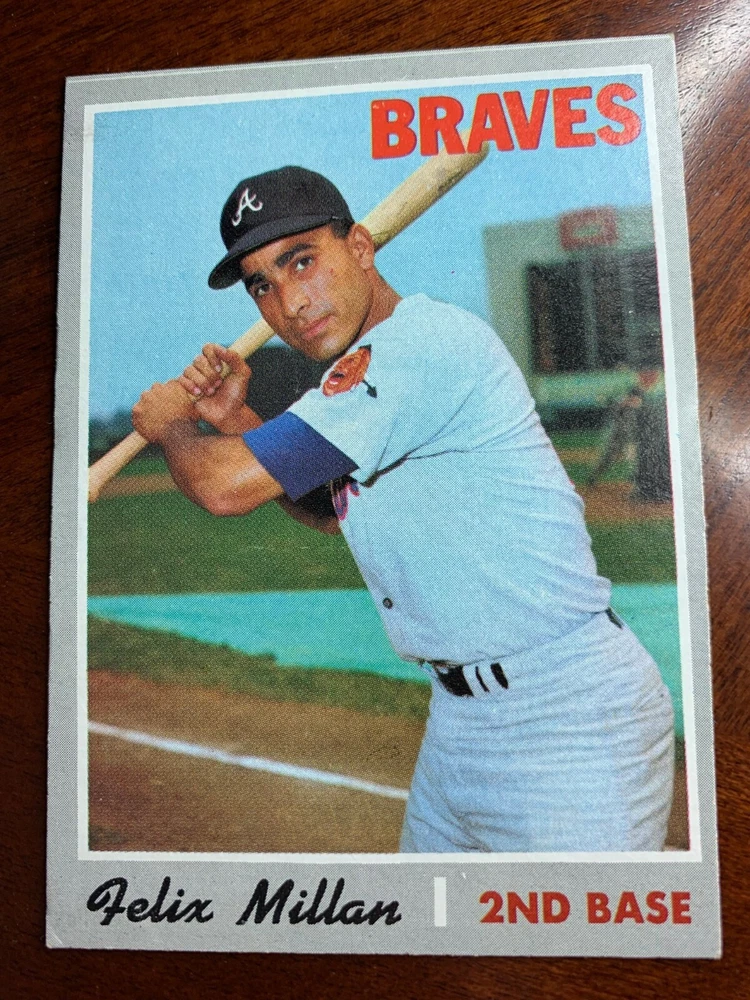 BRAVES
A
Felix Millan
2ND BASE